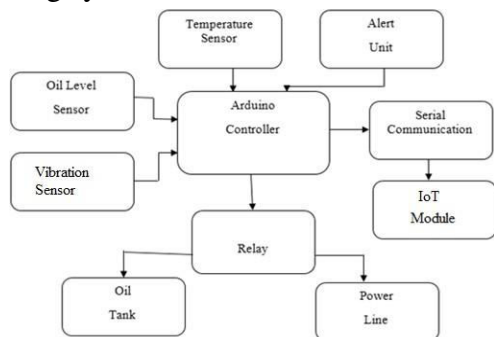 Temperature
Sensor
Alert
Unit
Oil Level
Sensor
Arduino
Controller
Serial
Communication
Vibration
Sensor
IoT
Module
Relay
Oil
Tank
Power
Line